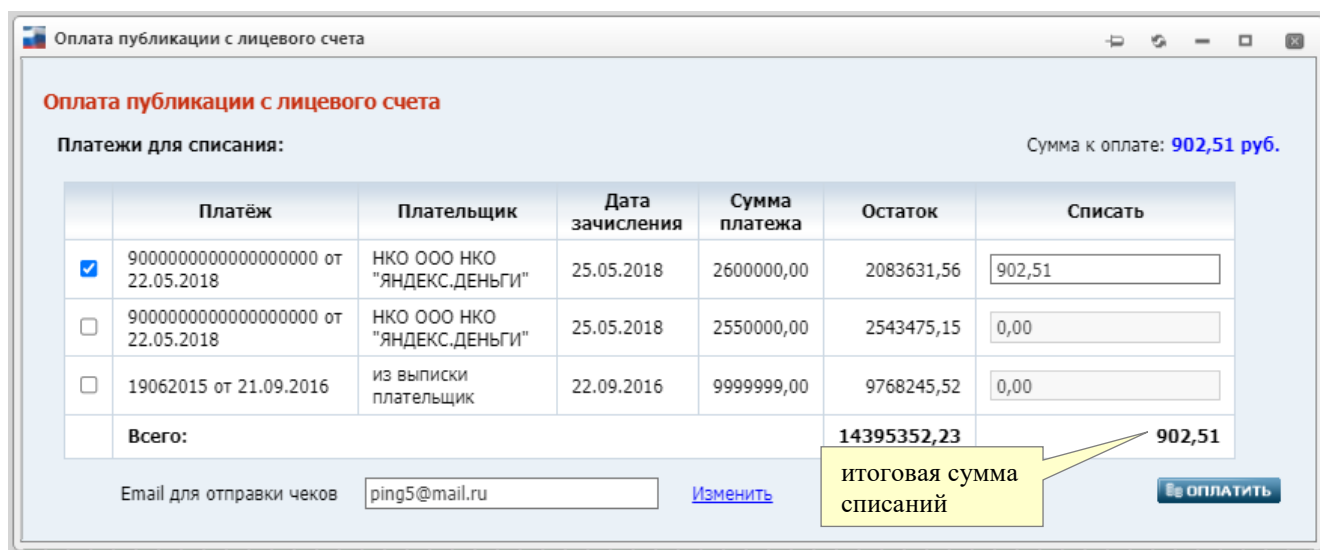 Оплата публикации с лицевого счета
Оплата публикации с лицевого счета
Платежи для списания:
Сумма к оплате: 902,51 руб.
Платёж
Плательщик
Дата
зачисления
Сумма
платежа
Остаток
Списать
9000000000000000000 от
22.05.2018
НКО ООО НКО
"ЯНДЕКС.ДЕНЬГИ"
25.05.2018
2600000,00
2083631,56
902,51
9000000000000000000 от
22.05.2018
НКО ООО НКО
"ЯНДЕКС.ДЕНЬГИ"
25.05.2018
2550000,00
2543475,15
0,00
19062015 от 21.09.2016
из выписки
плательщик
22.09.2016
9999999,00
9768245,52
0,00
Всего:
14395352,23
902,51
Email для отправки чеков
ping5@mail.ru
Изменить
итоговая сумма
списаний
ОПЛАТИТЬ